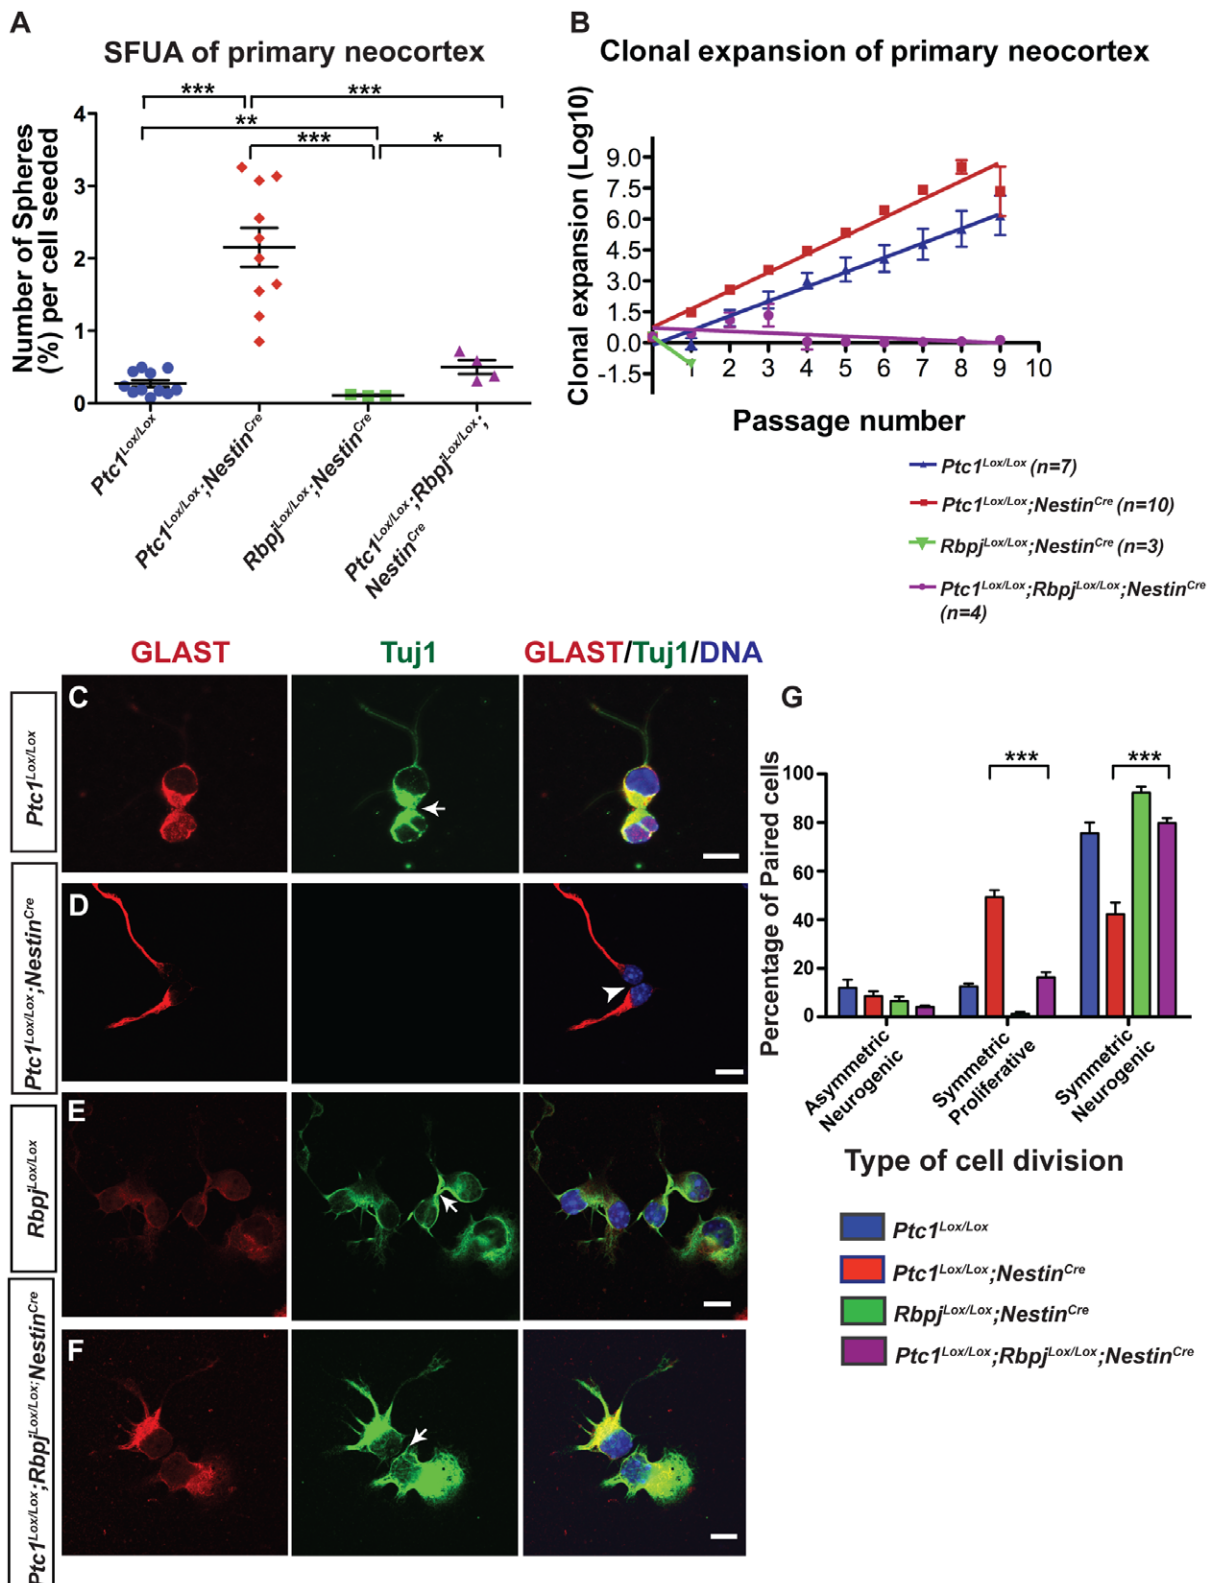 A
SFUA of primary neocortex
***
***
**
***
*
Number of Spheres
(%) per cell seeded
4
3
2
1
0
Ptc1Lox/Lox
Ptc1Lox/Lox;NestinCre
RbpjLox/Lox;NestinCre
Ptc1Lox/Lox;RbpjLox/Lox;
NestinCre
B
Clonal expansion of primary neocortex
Clonal expansion (Log10)
9.0
7.5
6.0
4.5
3.0
1.5
0.0
-1.5
1 2 3 4 5 6 7 8 9 10
Passage number
Ptc1Lox/Lox (n=7)
Ptc1Lox/Lox;NestinCre (n=10)
RbpjLox/Lox;NestinCre (n=3)
Ptc1Lox/Lox;RbpjLox/Lox;NestinCre
(n=4)
GLAST
Tuj1
GLAST/Tuj1/DNA
C
Ptc1Lox/Lox
D
Ptc1Lox/Lox;NestinCre
E
RbpjLox/Lox
F
Ptc1Lox/Lox;RbpjLox/Lox;NestinCre
G
***
***
Percentage of Paired cells
100
80
60
40
20
0
Asymmetric
Neurogenic
Symmetric
Proliferative
Symmetric
Neurogenic
Type of cell division
Ptc1Lox/Lox
Ptc1Lox/Lox;NestinCre
RbpjLox/Lox;NestinCre
Ptc1Lox/Lox;RbpjLox/Lox;NestinCre